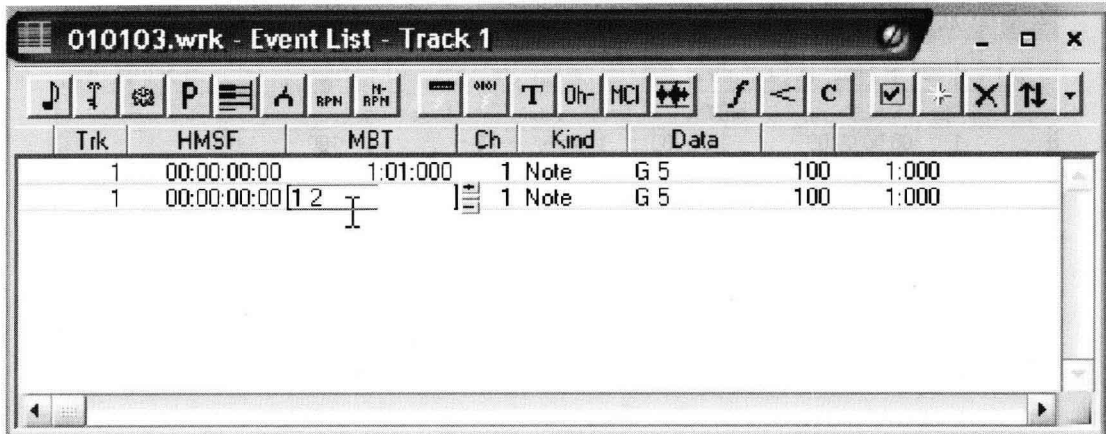 010103.wrk - Event List - Track 1
P RPN N-RPN 0101 T Oh- MCI f < C
Trk HMSF MBT Ch Kind Data
1 00:00:00:00 1:01:000 1 Note G 5 100 1:000
1 00:00:00:00 1 2 1 Note G 5 100 1:000